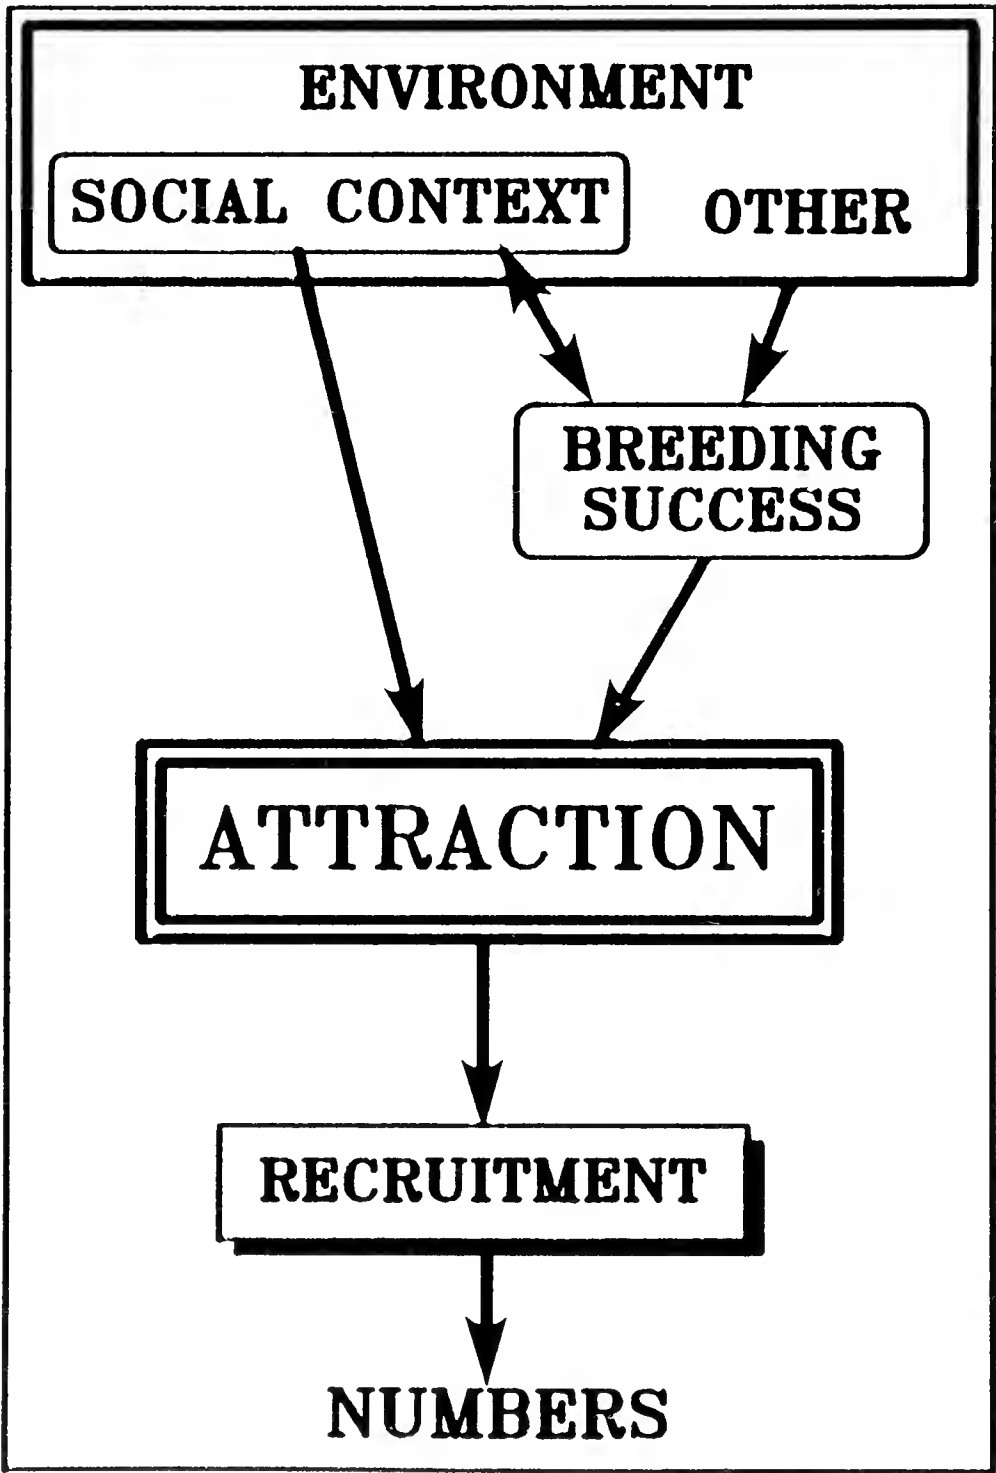 ENVIRONMENT
SOCIAL CONTEXT
OTHER
BREEDING
SUCCESS
ATTRACTION
RECRUITMENT
NUMBERS